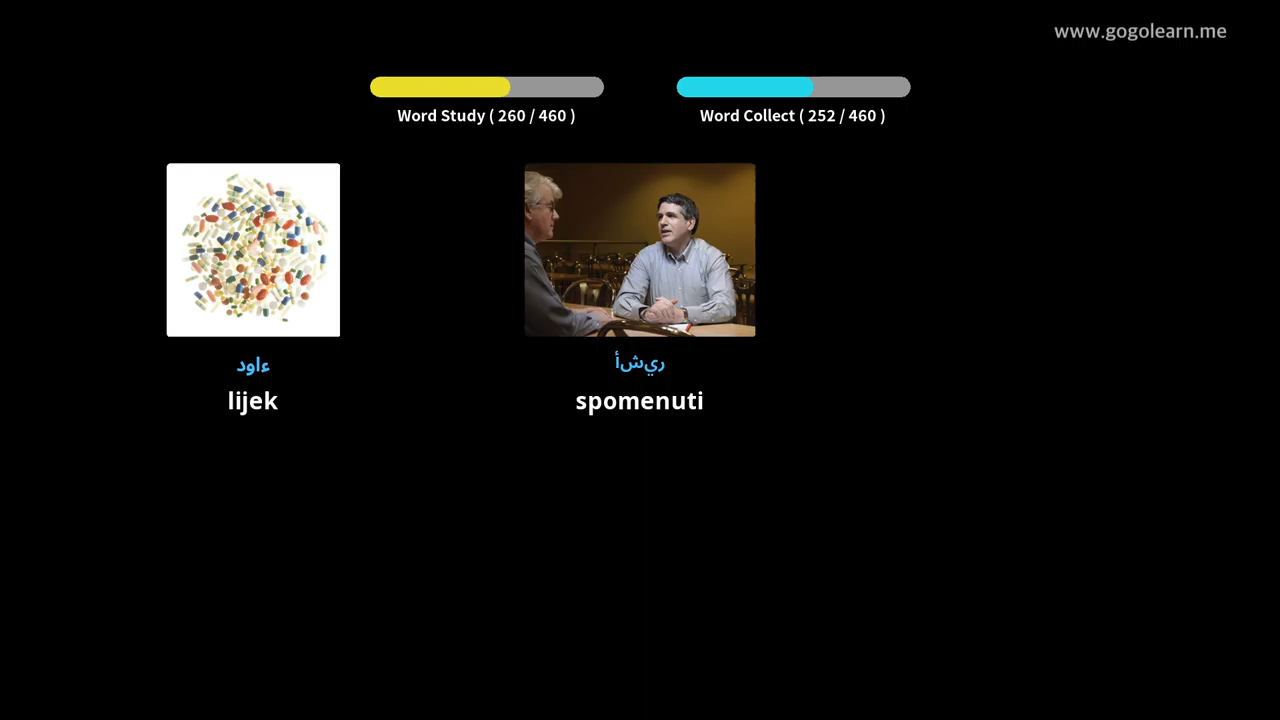 www.gogolearn.me
Word Study ( 260 / 460 )
Word Collect ( 252 / 460 )
ءاود
lijek
ريشأ
spomenuti